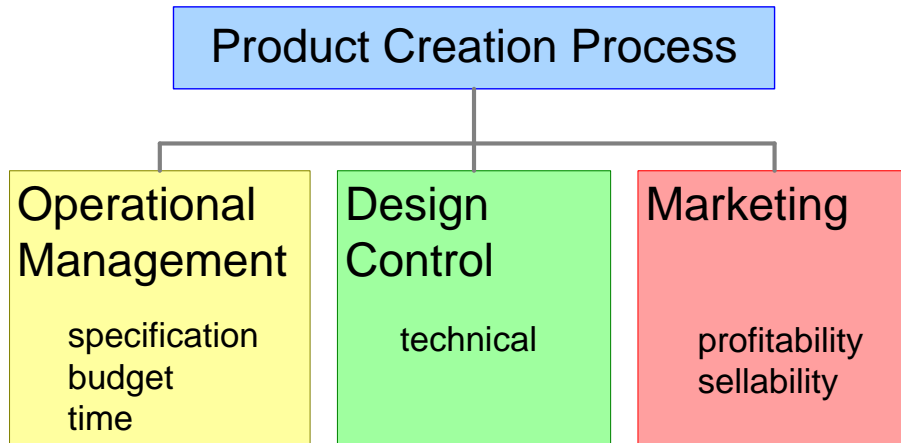 Product Creation Process
Operational
Management
specification
budget
time
Design
Control
technical
Marketing
profitability
sellability